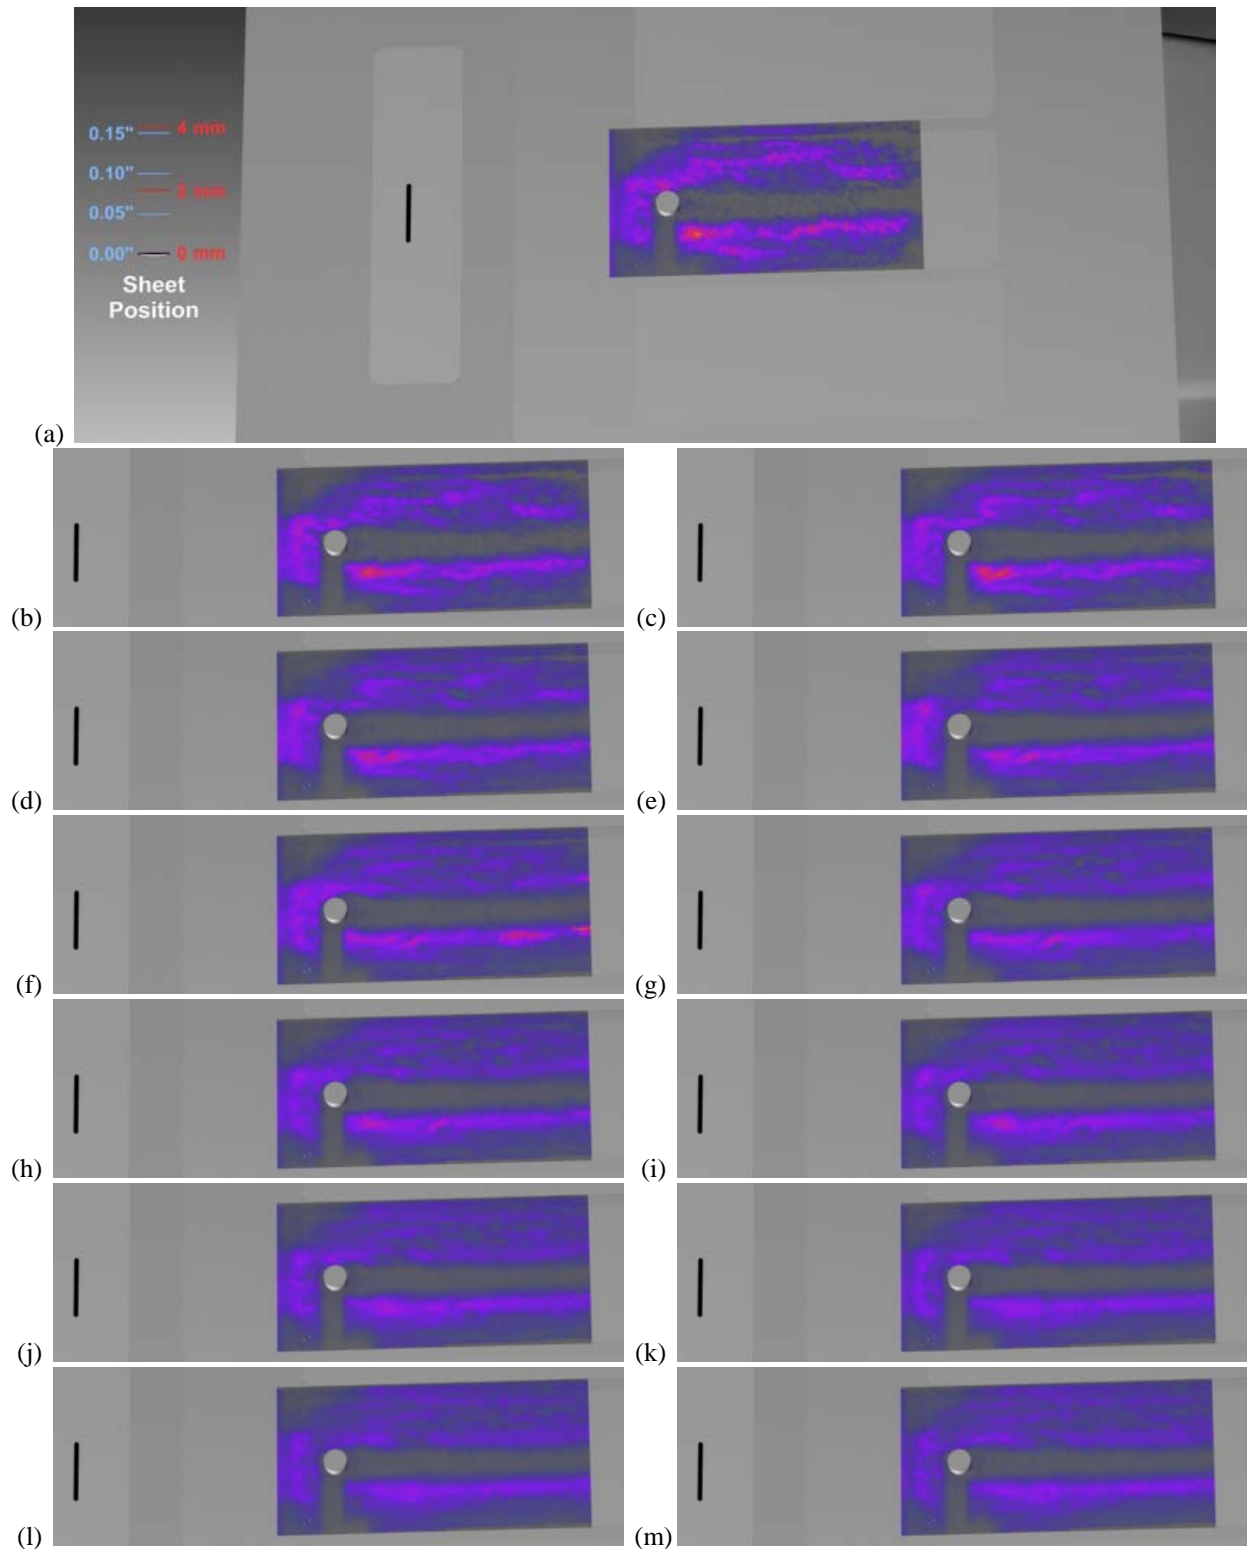 0.15" 4 mm
0.10"
2 mm
0.05"
0.00" 0 mm
Sheet
Position
(a)
(b) (c)
(d) (e)
(f) (g)
(h) (i)
(j) (k)
(l) (m)